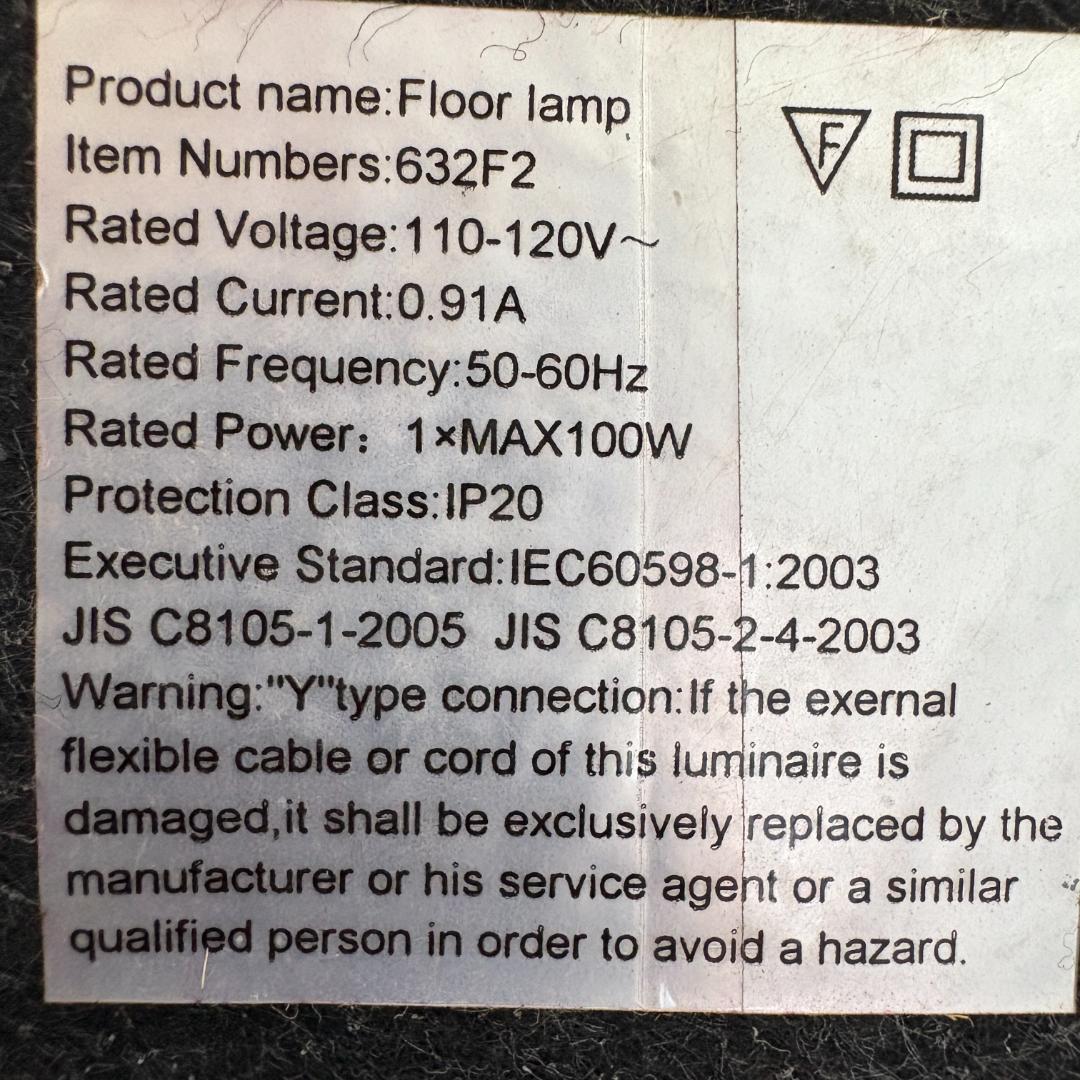 Product name:Floor lamp
F
Item Numbers:632F2
Rated Voltage:110-120V~
Rated Current:0.91A
Rated Frequency:50-60Hz
Rated Power: 1×MAX100W
Protection Class:IP20
Executive Standard:IEC60598-1:2003
JIS C8105-1-2005 JIS C8105-2-4-2003
Warning:"Y"type connection:If the exernal
flexible cable or cord of this luminaire is
damaged,it shall be exclusively replaced by the
manufacturer or his service agent or a similar
qualified person in order to avoid a hazard.